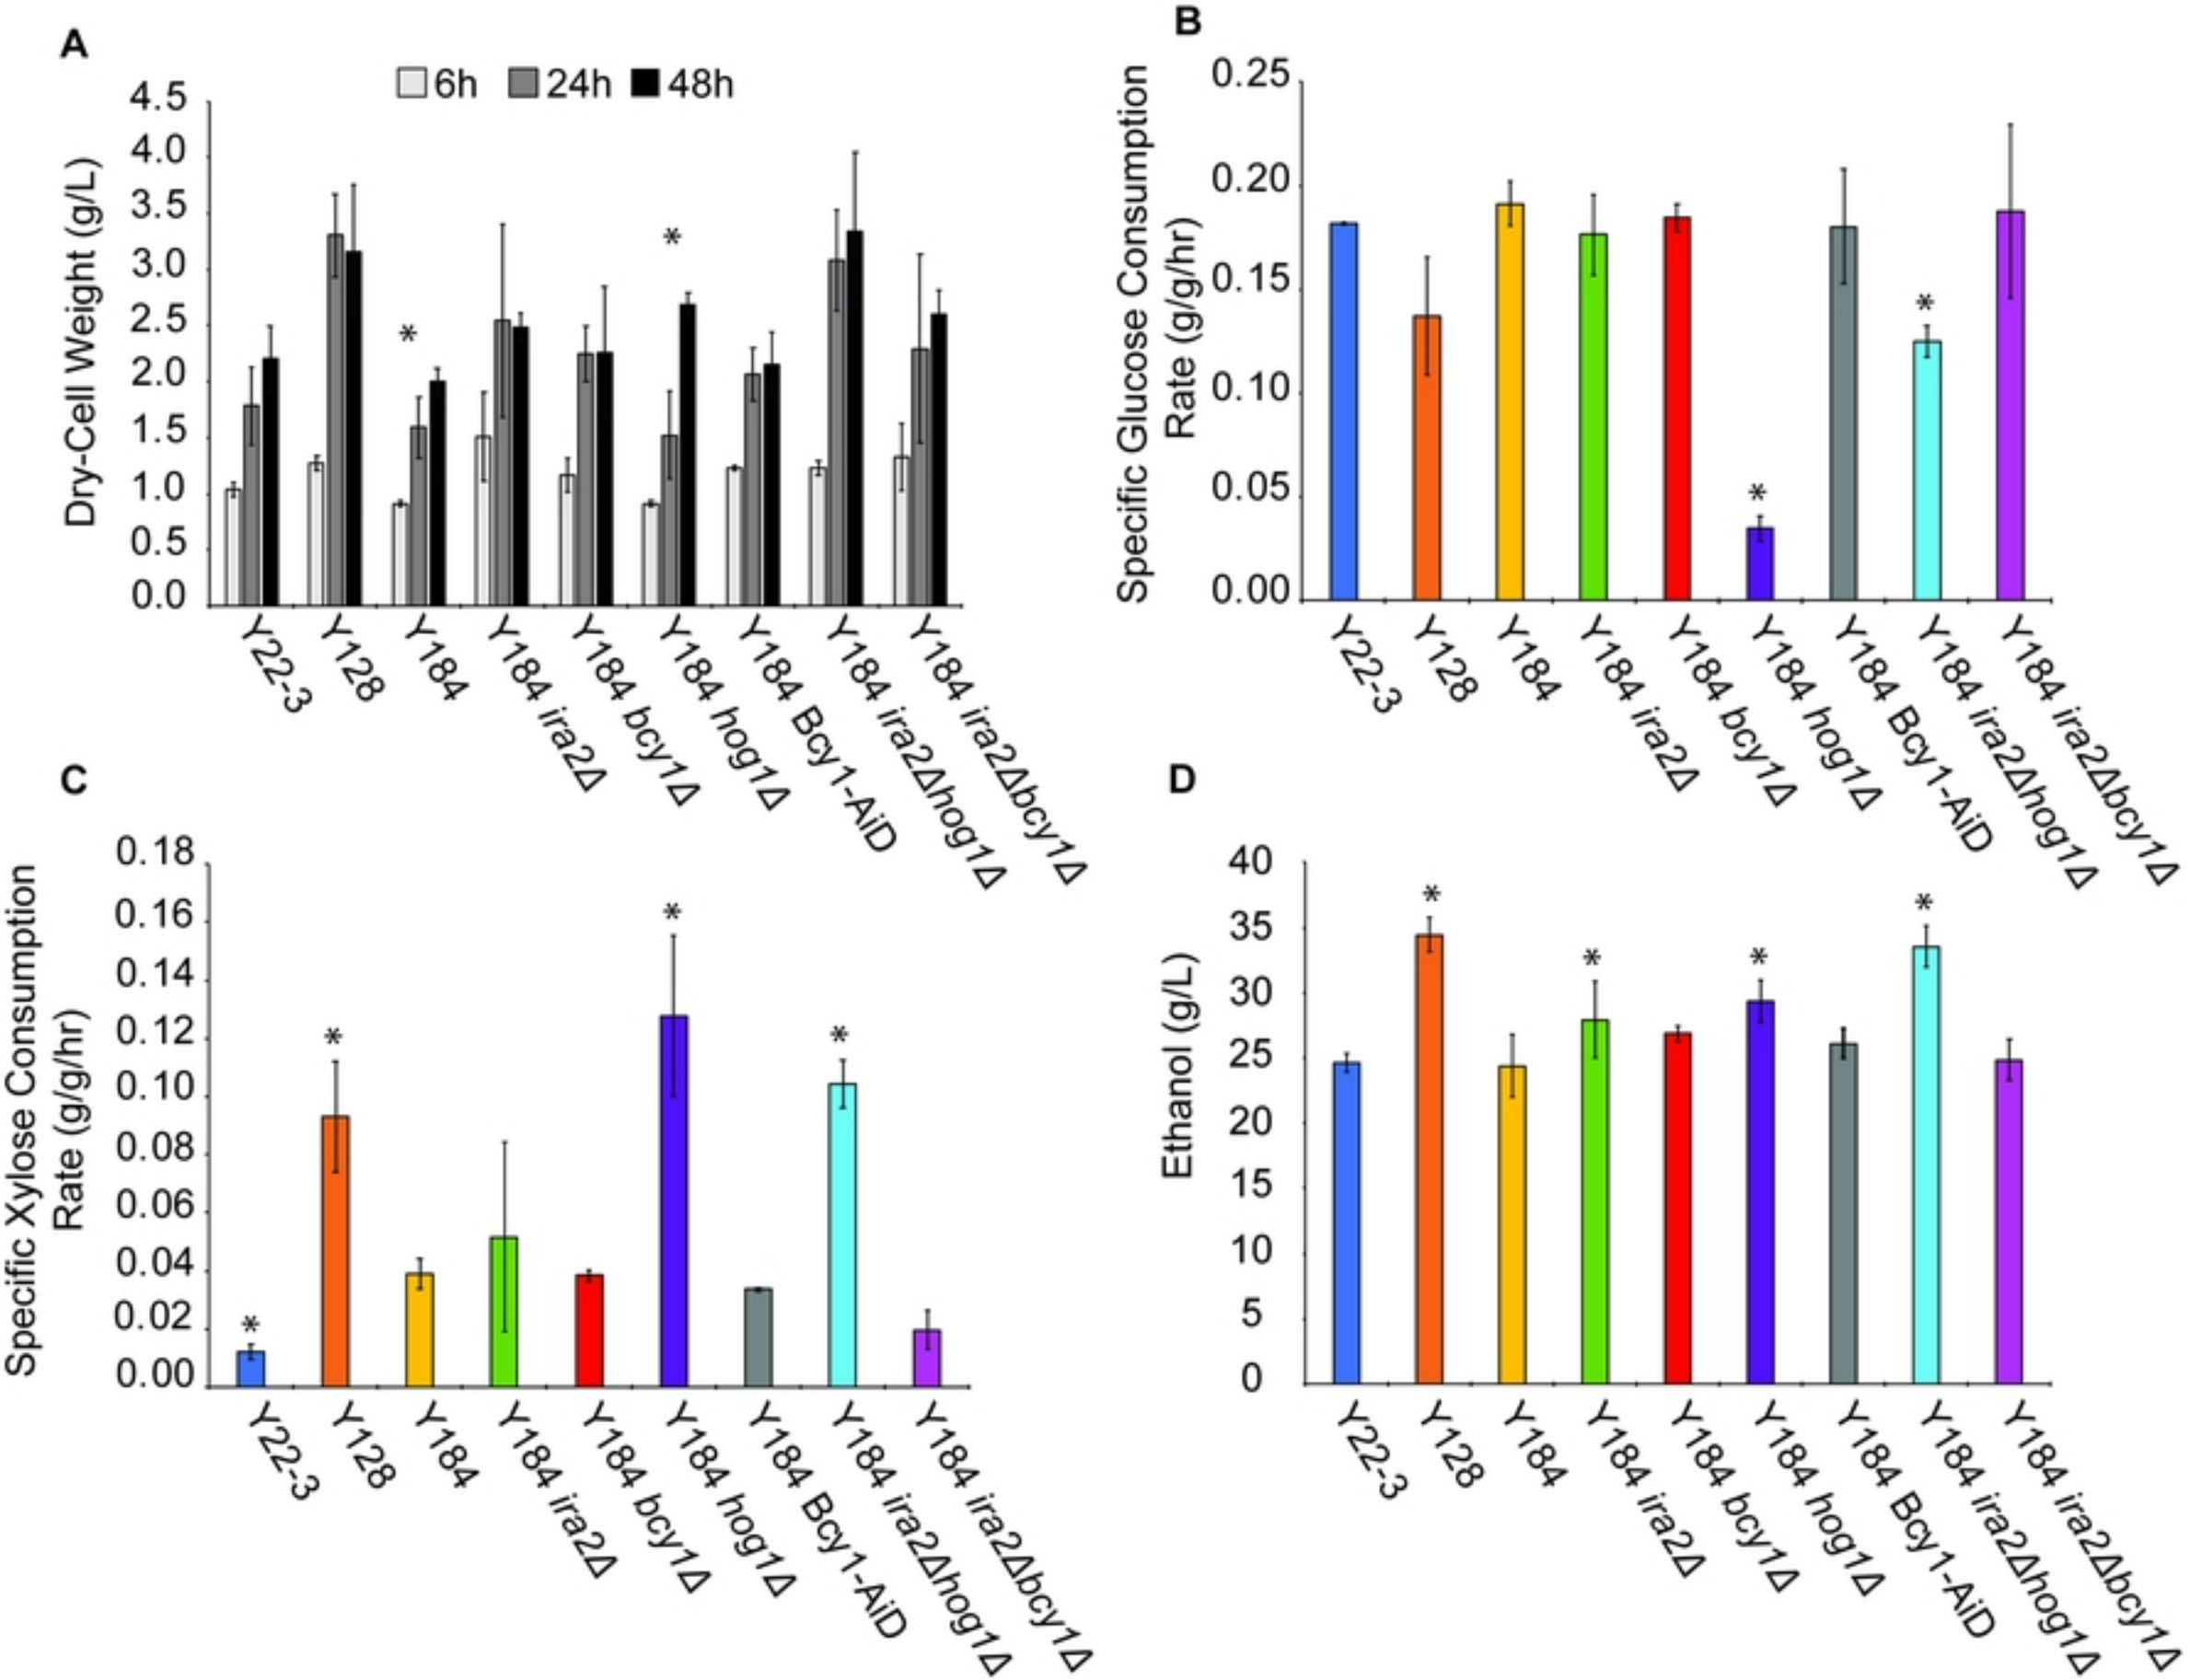 A
6h 24h 48h
Dry-Cell Weight (g/L)
4.5
4.0
3.5
3.0
2.5
2.0
1.5
1.0
0.5
0.0
*
*
Y22-3
Y128
Y184
Y184 ira2Δ
Y184 bcy1Δ
Y184 hog1Δ
Y184 Bcy1-AiD
Y184 ira2Δhog1Δ
Y184 ira2Δbcy1Δ
B
Specific Glucose Consumption
Rate (g/g/hr)
0.25
0.20
0.15
0.10
0.05
0.00
*
*
Y22-3
Y128
Y184
Y184 ira2Δ
Y184 bcy1Δ
Y184 hog1Δ
Y184 Bcy1-AiD
Y184 ira2Δhog1Δ
Y184 ira2Δbcy1Δ
C
Specific Xylose Consumption
Rate (g/g/hr)
0.18
0.16
0.14
0.12
0.10
0.08
0.06
0.04
0.02
0.00
*
*
*
*
Y22-3
Y128
Y184
Y184 ira2Δ
Y184 bcy1Δ
Y184 hog1Δ
Y184 Bcy1-AiD
Y184 ira2Δhog1Δ
Y184 ira2Δbcy1Δ
D
Ethanol (g/L)
40
35
30
25
20
15
10
5
0
*
*
*
*
Y22-3
Y128
Y184
Y184 ira2Δ
Y184 bcy1Δ
Y184 hog1Δ
Y184 Bcy1-AiD
Y184 ira2Δhog1Δ
Y184 ira2Δbcy1Δ